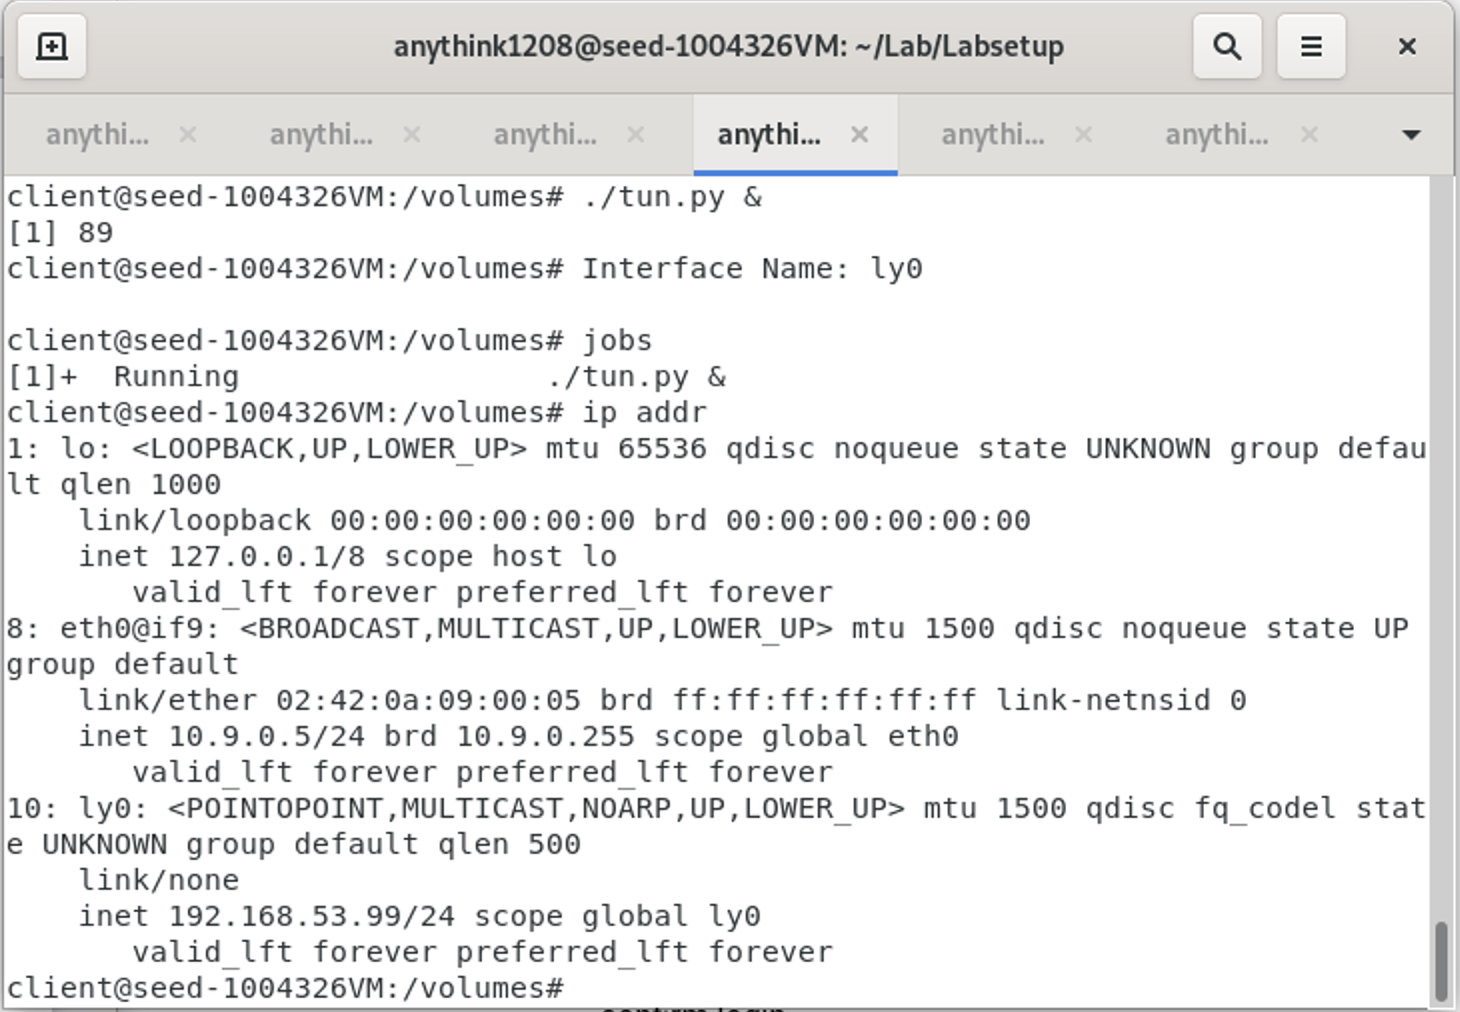 anythink1208@seed-1004326VM: ~/Lab/Labsetup
anythi... anythi... anythi... anythi... anythi... anythi...
client@seed-1004326VM:/volumes# ./tun.py &
[1] 89
client@seed-1004326VM:/volumes# Interface Name: ly0
client@seed-1004326VM:/volumes# jobs
[1]+  Running                 ./tun.py &
client@seed-1004326VM:/volumes# ip addr
1: lo: <LOOPBACK,UP,LOWER_UP> mtu 65536 qdisc noqueue state UNKNOWN group defau
lt qlen 1000
    link/loopback 00:00:00:00:00:00 brd 00:00:00:00:00:00
    inet 127.0.0.1/8 scope host lo
       valid_lft forever preferred_lft forever
8: eth0@if9: <BROADCAST,MULTICAST,UP,LOWER_UP> mtu 1500 qdisc noqueue state UP
group default
    link/ether 02:42:0a:09:00:05 brd ff:ff:ff:ff:ff:ff link-netnsid 0
    inet 10.9.0.5/24 brd 10.9.0.255 scope global eth0
       valid_lft forever preferred_lft forever
10: ly0: <POINTOPOINT,MULTICAST,NOARP,UP,LOWER_UP> mtu 1500 qdisc fq_codel stat
e UNKNOWN group default qlen 500
    link/none
    inet 192.168.53.99/24 scope global ly0
       valid_lft forever preferred_lft forever
client@seed-1004326VM:/volumes#